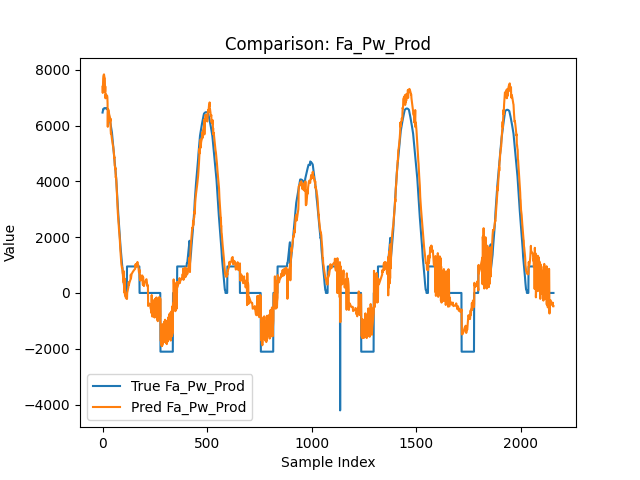 Comparison: Fa_Pw_Prod
Value
8000
6000
4000
2000
0
−2000
−4000
True Fa_Pw_Prod
Pred Fa_Pw_Prod
0 500 1000 1500 2000
Sample Index